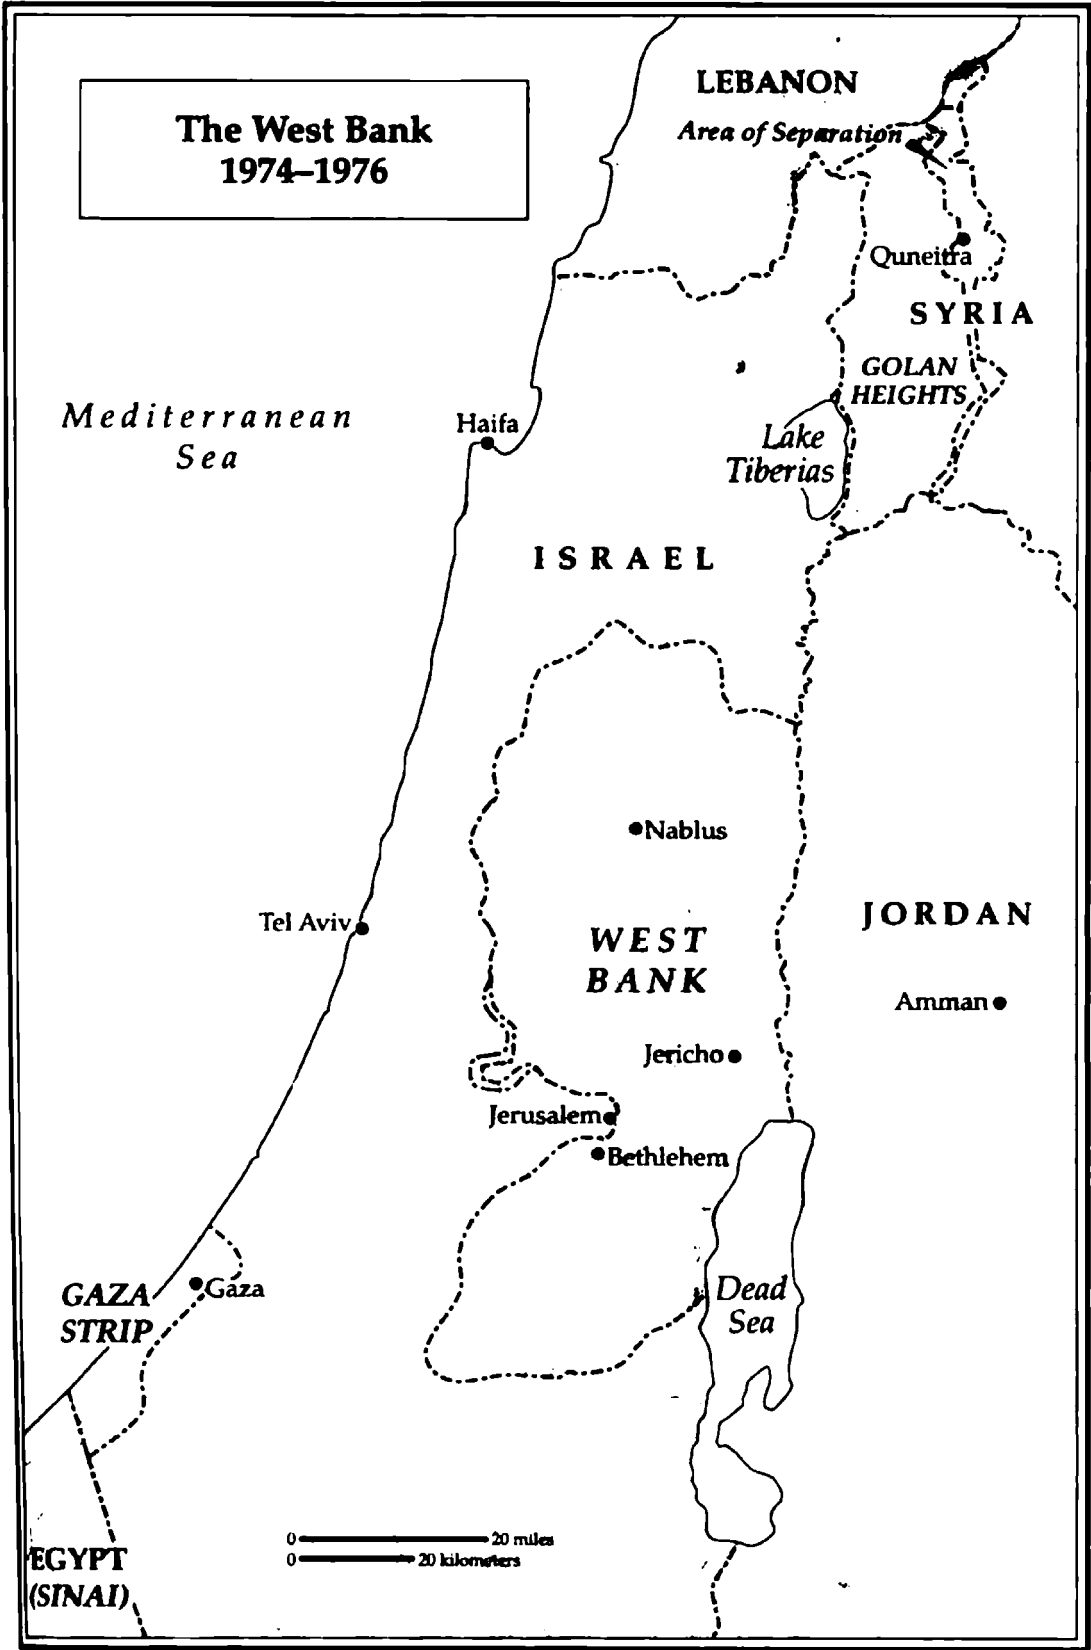 The West Bank
1974–1976
LEBANON
Area of Separation
Quneitra
SYRIA
GOLAN
HEIGHTS
Mediterranean
Sea
Haifa
Lake
Tiberias
ISRAEL
Nablus
Tel Aviv
WEST
BANK
JORDAN
Amman
Jericho
Jerusalem
Bethlehem
GAZA
STRIP
Gaza
Dead
Sea
0 20 miles
0 20 kilometers
EGYPT
(SINAI)